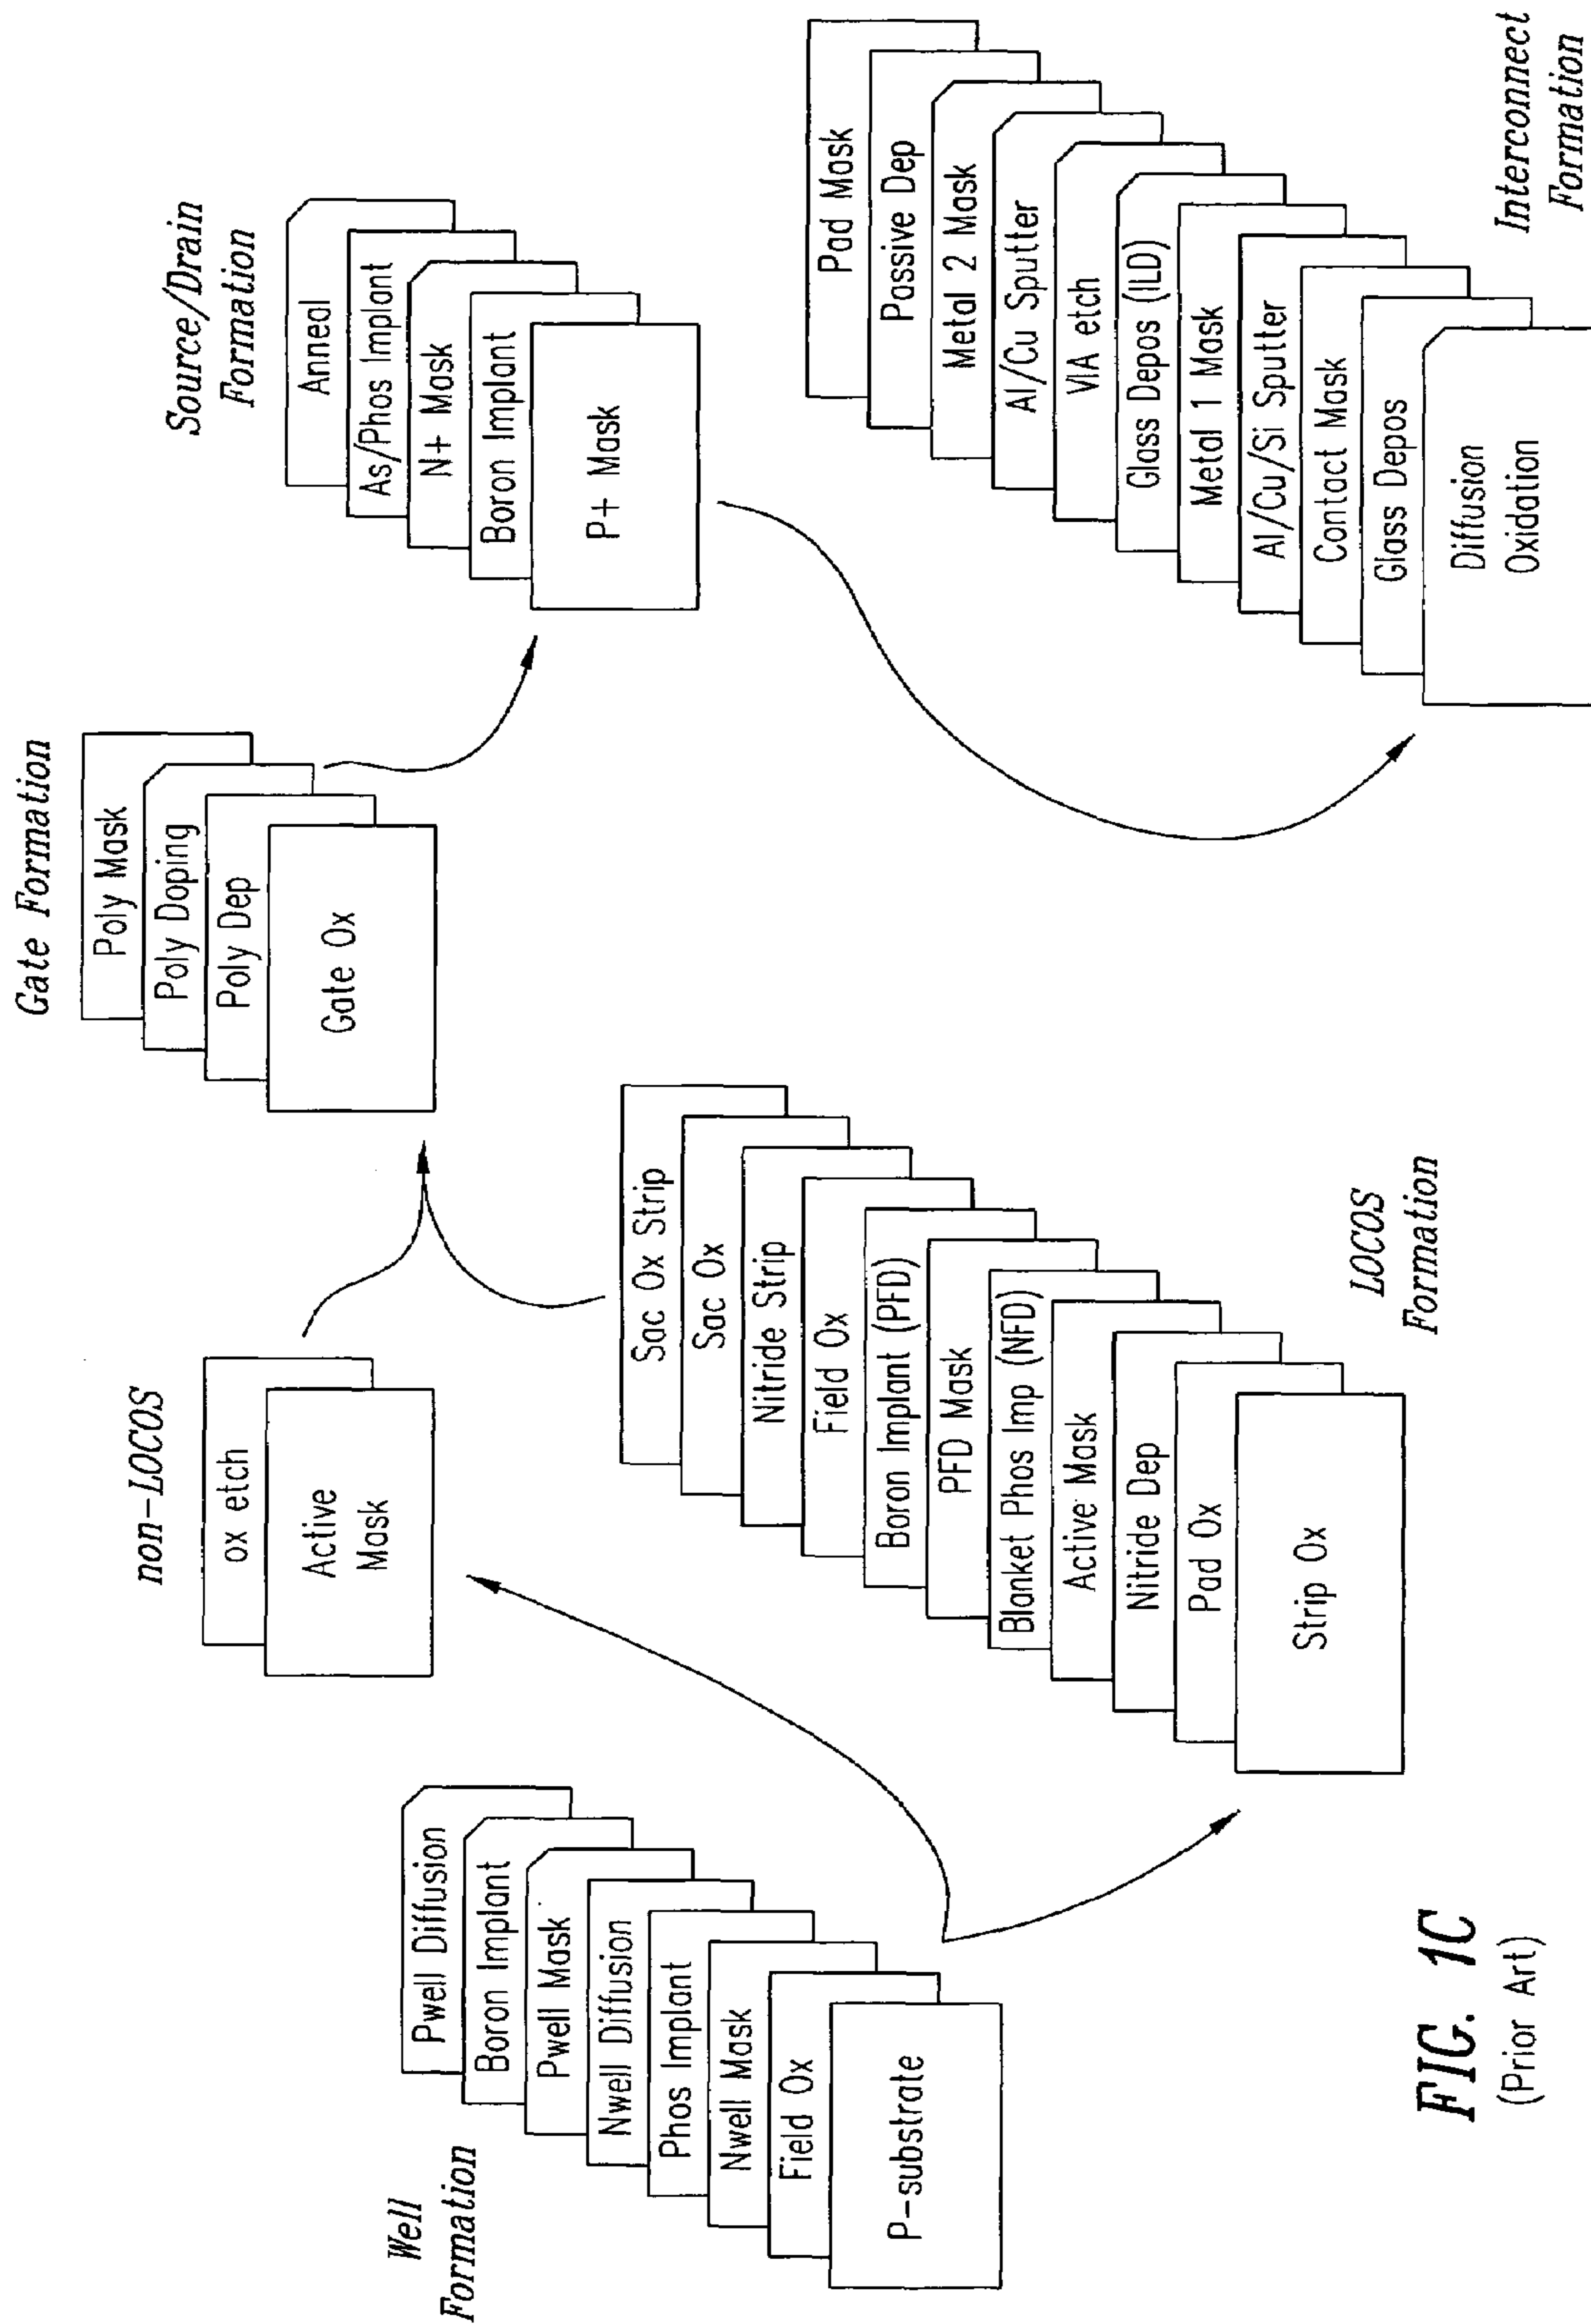 Well
Formation
Pwell Diffusion
Boron Implant
Pwell Mask
Nwell Diffusion
Phos Implant
Nwell Mask
Field Ox
P-substrate
non-LOCOS
ox etch
Active
Mask
Sac Ox Strip
Sac Ox
Nitride Strip
Field Ox
Boron Implant (PFD)
PFD Mask
Blanket Phos Imp (NFD)
Active Mask
Nitride Dep
Pad Ox
Strip Ox
LOCOS
Formation
Gate Formation
Poly Mask
Poly Doping
Poly Dep
Gate Ox
Source/Drain
Formation
Anneal
As/Phos Implant
N+ Mask
Boron Implant
P+ Mask
Pad Mask
Passive Dep
Metal 2 Mask
Al/Cu Sputter
VIA etch
Glass Depos (ILD)
Metal 1 Mask
Al/Cu/Si Sputter
Contact Mask
Glass Depos
Diffusion
Oxidation
Interconnect
Formation
FIG. 1C
(Prior Art)